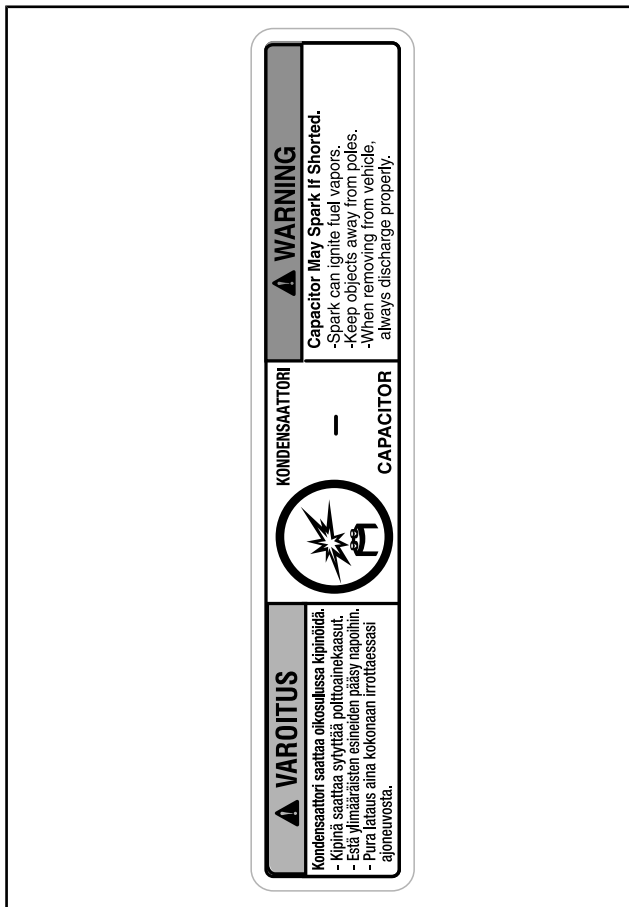 ⚠ VAROITUS
Kondensaattori saattaa oikosulussa kipinöidä.
- Kipinä saattaa sytyttää polttoainekaasut.
- Estä ylimääräisten esineiden pääsy napoihin.
- Pura lataus aina kokonaan irrottaessasi
ajoneuvosta.
KONDENSAATTORI
–
CAPACITOR
⚠ WARNING
Capacitor May Spark If Shorted.
-Spark can ignite fuel vapors.
-Keep objects away from poles.
-When removing from vehicle,
always discharge properly.